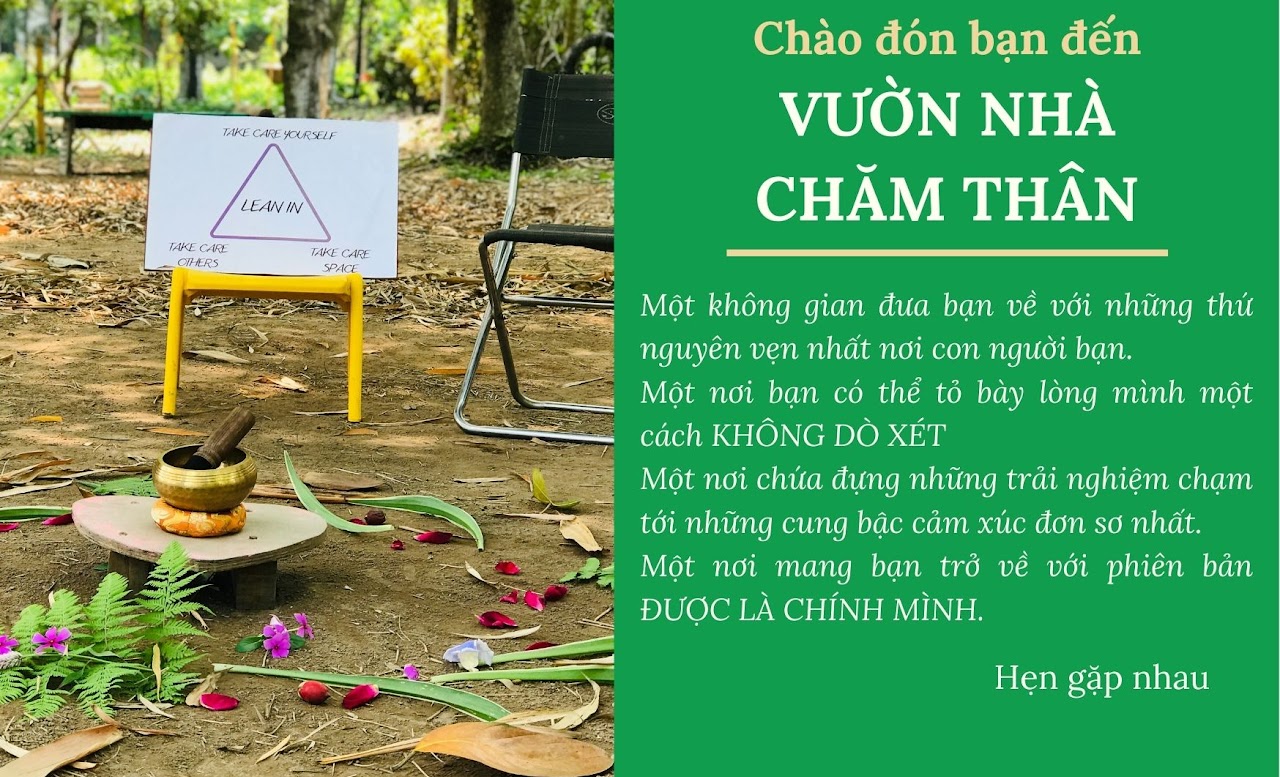 TAKE CARE YOURSELF
LEAN IN
TAKE CARE
OTHERS
TAKE CARE
SPACE
Chào đón bạn đến
VƯỜN NHÀ
CHĂM THÂN
Một không gian đưa bạn về với những thứ
nguyên vẹn nhất nơi con người bạn.
Một nơi bạn có thể tỏ bày lòng mình một
cách KHÔNG DÒ XÉT
Một nơi chứa đựng những trải nghiệm chạm
tới những cung bậc cảm xúc đơn sơ nhất.
Một nơi mang bạn trở về với phiên bản
ĐƯỢC LÀ CHÍNH MÌNH.
Hẹn gặp nhau